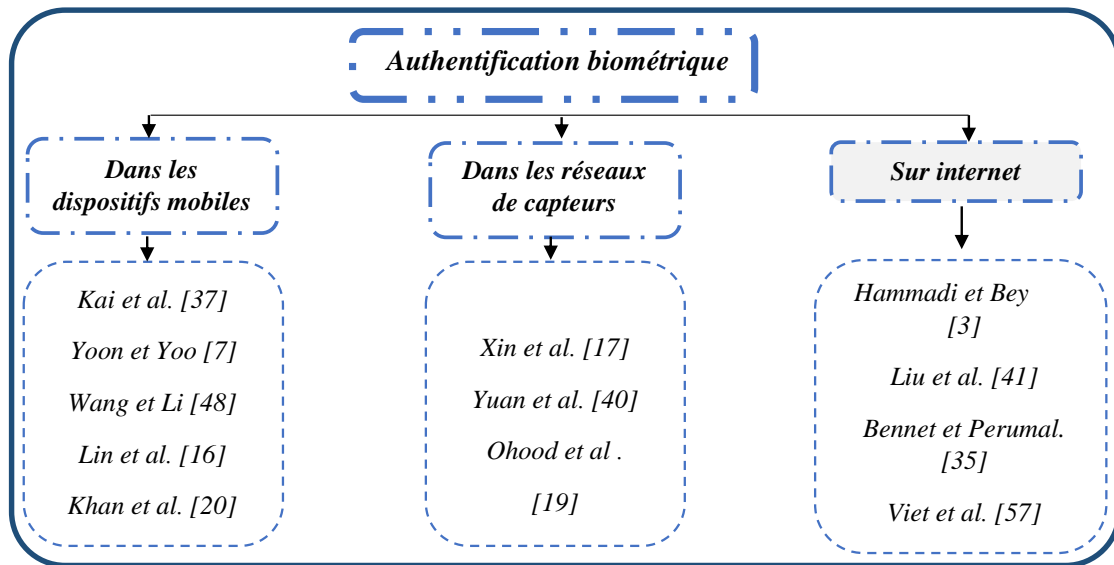 Authentification biométrique
Dans les
dispositifs mobiles
Dans les réseaux
de capteurs
Sur internet
Kai et al. [37]
Yoon et Yoo [7]
Wang et Li [48]
Lin et al. [16]
Khan et al. [20]
Xin et al. [17]
Yuan et al. [40]
Ohood et al .
[19]
Hammadi et Bey
[3]
Liu et al. [41]
Bennet et Perumal.
[35]
Viet et al. [57]